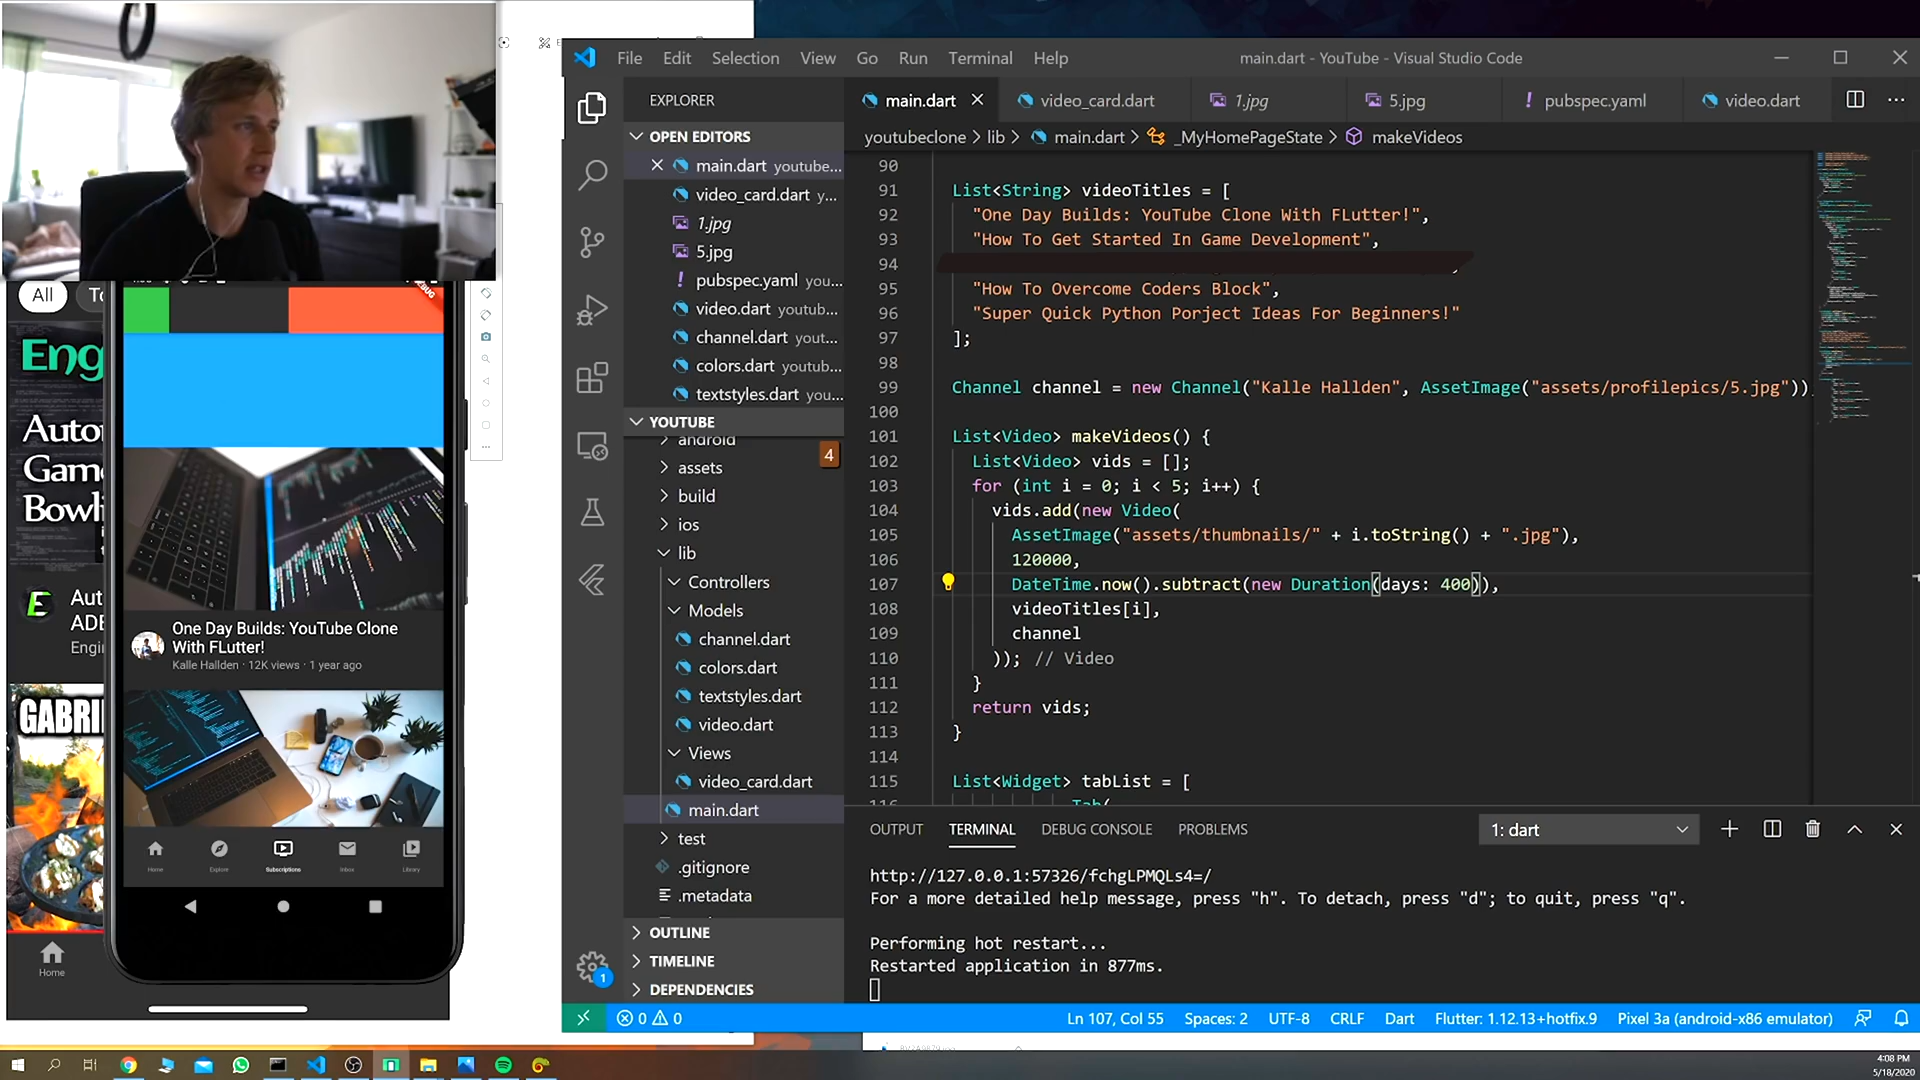 File Edit Selection View Go Run Terminal Help
main.dart - YouTube - Visual Studio Code
EXPLORER
main.dart
video_card.dart
1.jpg
5.jpg
pubspec.yaml
video.dart
OPEN EDITORS
main.dart youtube...
video_card.dart y...
1.jpg
5.jpg
pubspec.yaml you...
video.dart youtub...
channel.dart yout...
colors.dart youtub...
textstyles.dart you...
YOUTUBE
android
4
assets
build
ios
lib
Controllers
Models
channel.dart
colors.dart
textstyles.dart
video.dart
Views
video_card.dart
main.dart
test
.gitignore
.metadata
OUTLINE
TIMELINE
DEPENDENCIES
1
youtubeclone > lib > main.dart > _MyHomePageState > makeVideos
90
91 List<String> videoTitles = [
92 "One Day Builds: YouTube Clone With FLutter!",
93 "How To Get Started In Game Development",
94
95 "How To Overcome Coders Block",
96 "Super Quick Python Porject Ideas For Beginners!"
97 ];
98
99 Channel channel = new Channel("Kalle Hallden", AssetImage("assets/profilepics/5.jpg"))
100
101 List<Video> makeVideos() {
102 List<Video> vids = [];
103 for (int i = 0; i < 5; i++) {
104 vids.add(new Video(
105 AssetImage("assets/thumbnails/" + i.toString() + ".jpg"),
106 120000,
107 DateTime.now().subtract(new Duration(days: 400)),
108 videoTitles[i],
109 channel
110 )); // Video
111 }
112 return vids;
113 }
114
115 List<Widget> tabList = [
116 Tab(
OUTPUT TERMINAL DEBUG CONSOLE PROBLEMS
1: dart
http://127.0.0.1:57326/fchgLPMQLs4=/
For a more detailed help message, press "h". To detach, press "d"; to quit, press "q".
Performing hot restart...
Restarted application in 877ms.
0 0
Ln 107, Col 55 Spaces: 2 UTF-8 CRLF Dart Flutter: 1.12.13+hotfix.9 Pixel 3a (android-x86 emulator)
All
Eng
Auto
Gam
Bowl
Aut
ADE
Engi
GABRI
Home
One Day Builds: YouTube Clone
With FLutter!
Kalle Hallden · 12K views · 1 year ago
Home Explore Subscriptions Inbox Library
4:08 PM
5/18/2020